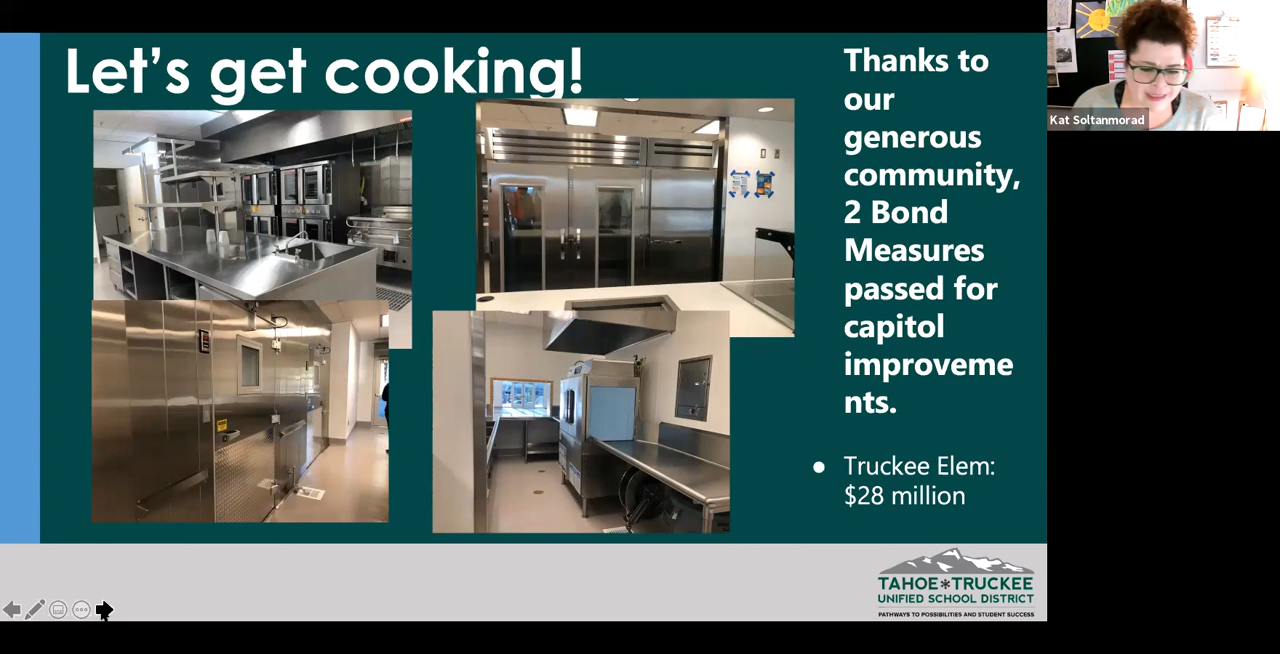 Let's get cooking!
Thanks to
our
generous
community,
2 Bond
Measures
passed for
capitol
improveme
nts.
● Truckee Elem:
$28 million
Kat Soltanmorad
TAHOE*TRUCKEE
UNIFIED SCHOOL DISTRICT
PATHWAYS TO POSSIBILITIES AND STUDENT SUCCESS